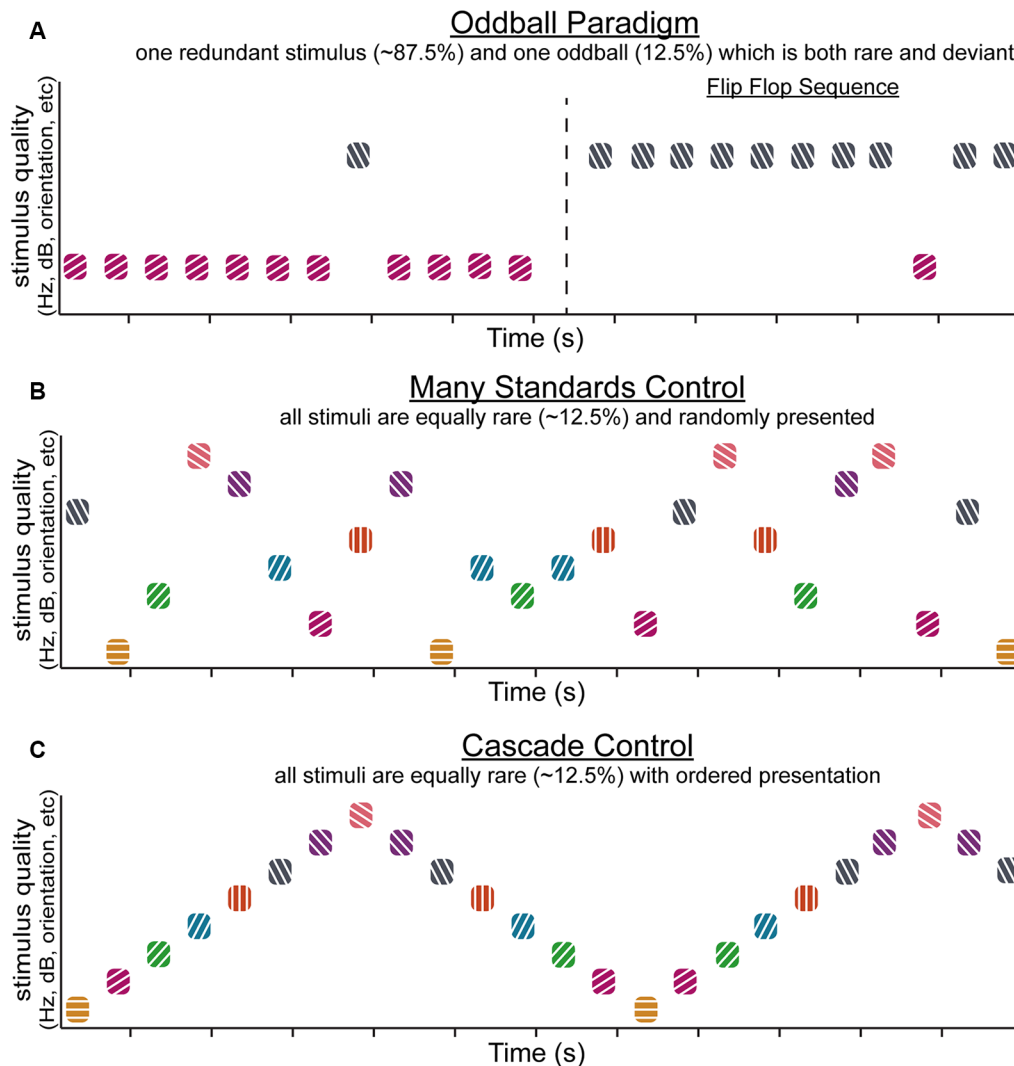 A
Oddball Paradigm
one redundant stimulus (~87.5%) and one oddball (12.5%) which is both rare and deviant
Flip Flop Sequence
stimulus quality
(Hz, dB, orientation, etc)
Time (s)
B
Many Standards Control
all stimuli are equally rare (~12.5%) and randomly presented
stimulus quality
(Hz, dB, orientation, etc)
Time (s)
C
Cascade Control
all stimuli are equally rare (~12.5%) with ordered presentation
stimulus quality
(Hz, dB, orientation, etc)
Time (s)